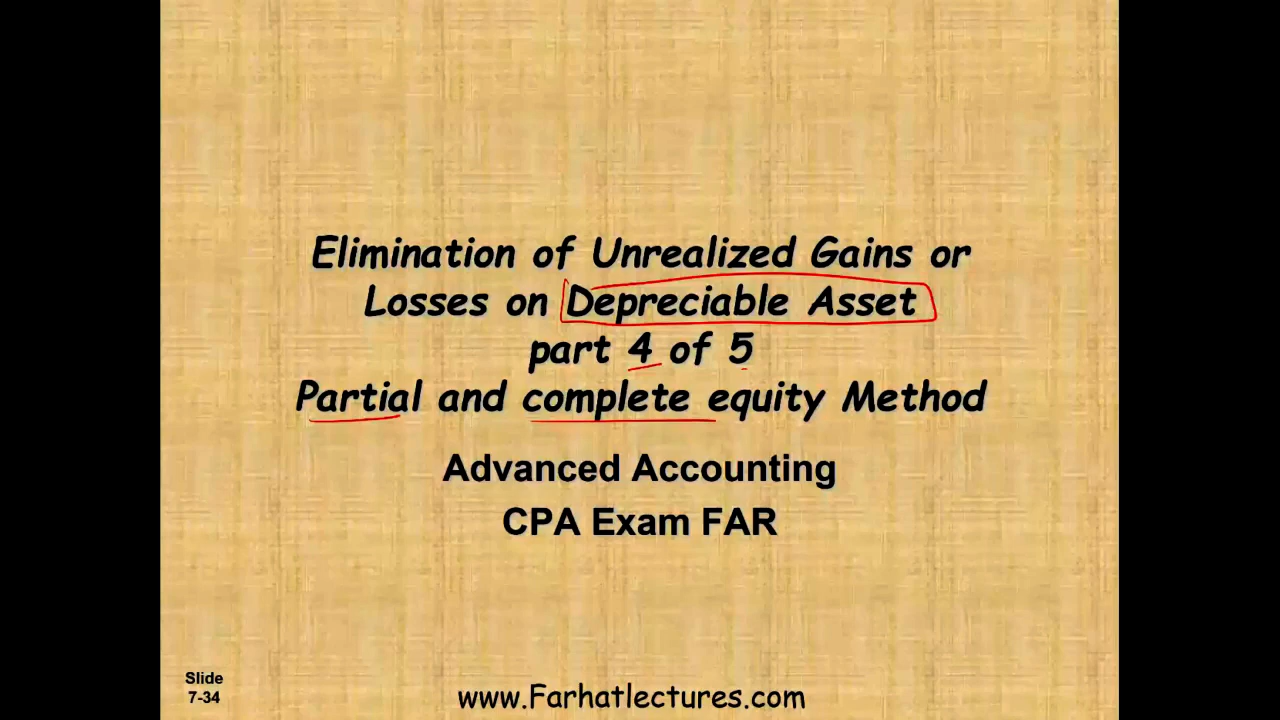 Elimination of Unrealized Gains or
Losses on Depreciable Asset
part 4 of 5
Partial and complete equity Method
Advanced Accounting
CPA Exam FAR
Slide
7-34
www.Farhatlectures.com